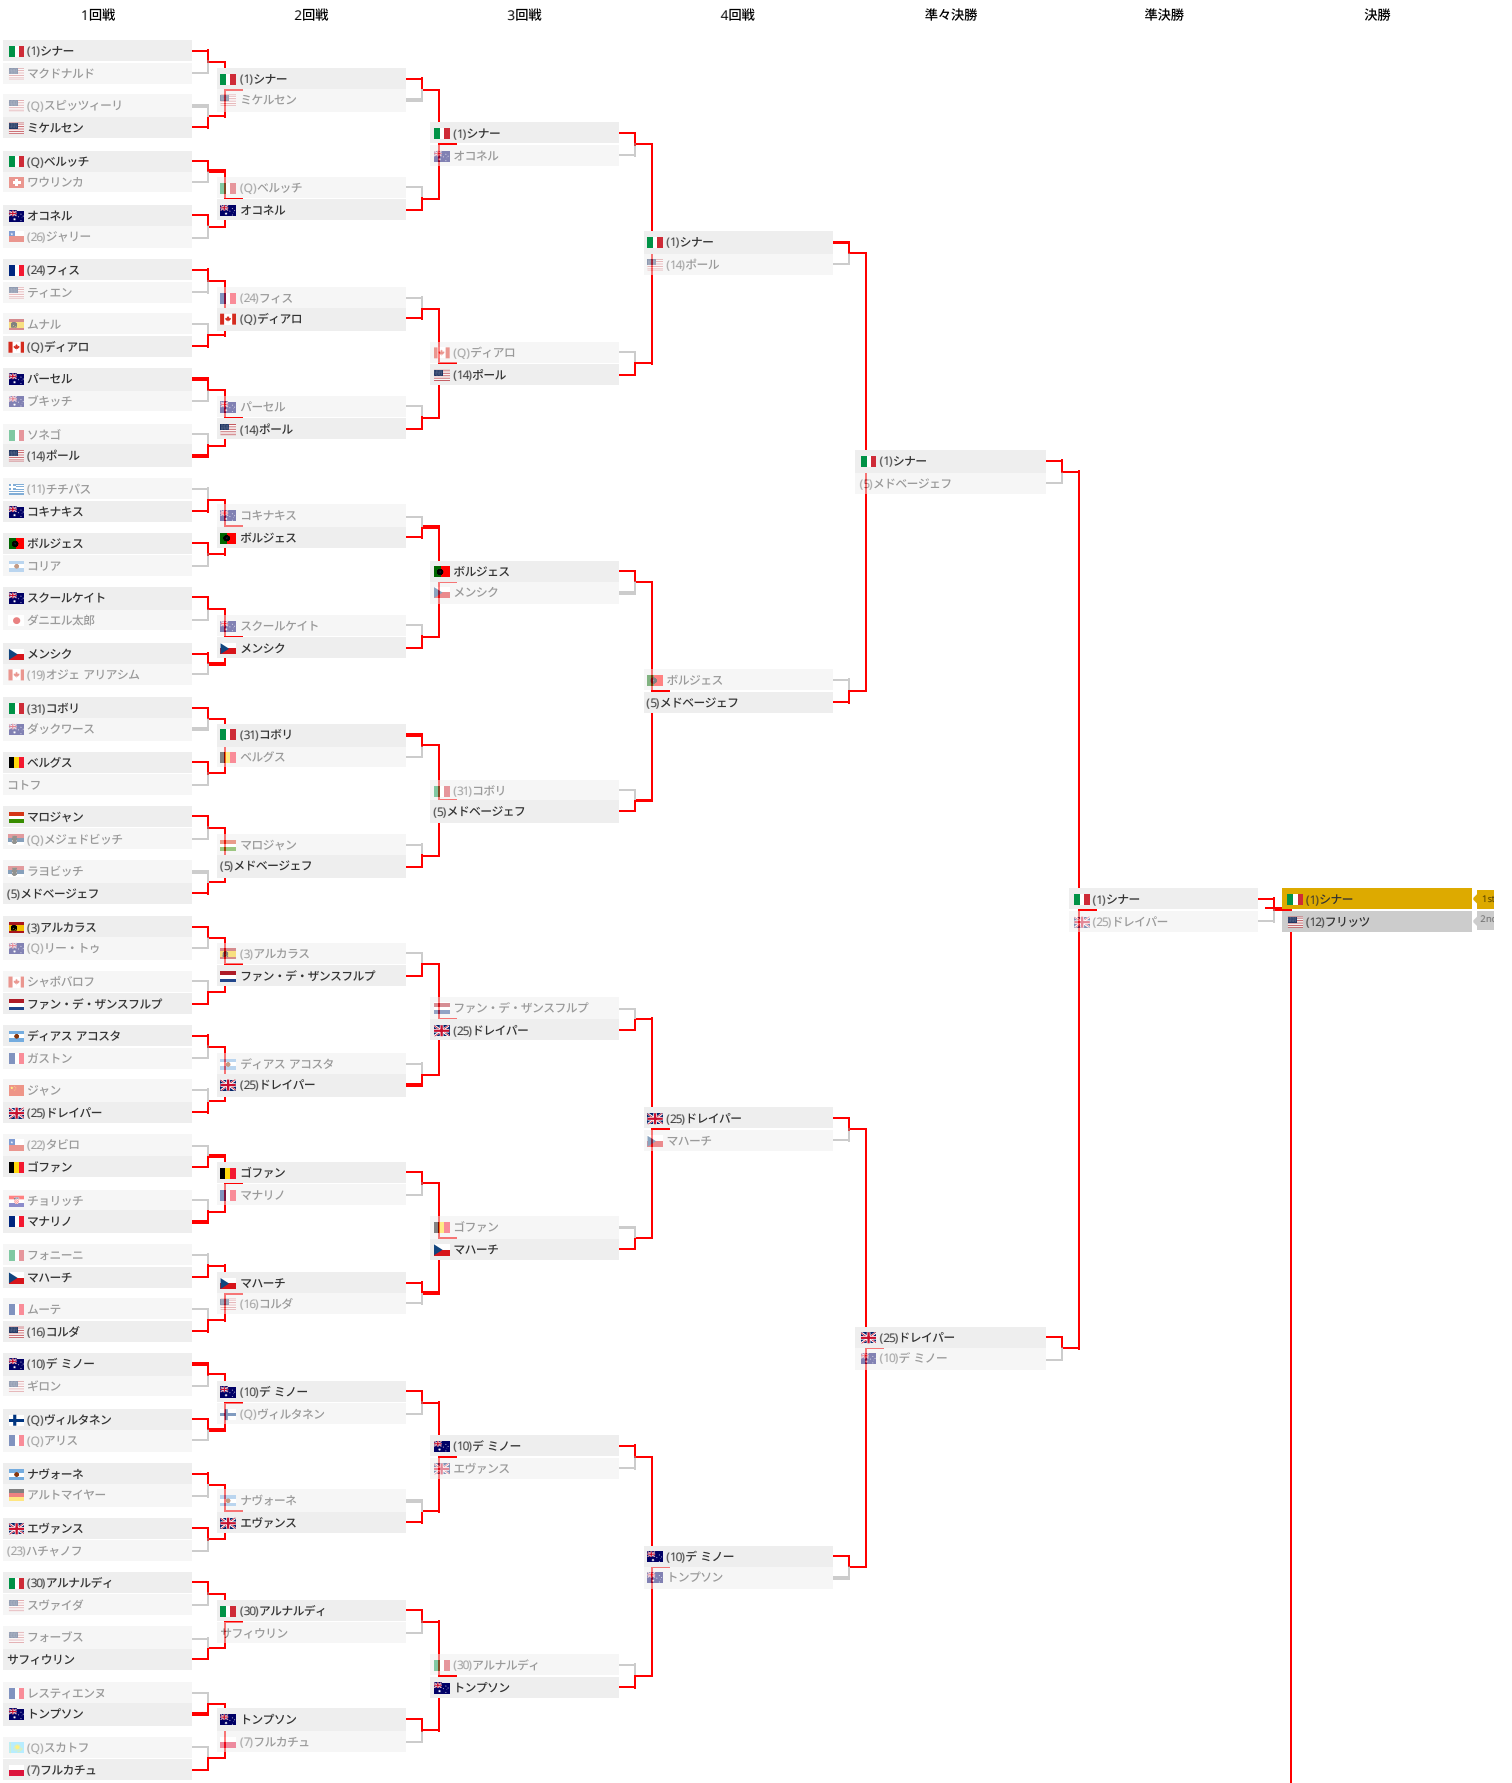 1回戦
2回戦
3回戦
4回戦
準々決勝
準決勝
決勝
(1)シナー
マクドナルド
(Q)スピッツィーリ
ミケルセン
(Q)ベルッチ
ワウリンカ
オコネル
(26)ジャリー
(24)フィス
ティエン
ムナル
(Q)ディアロ
パーセル
ブキッチ
ソネゴ
(14)ポール
(11)チチパス
コキナキス
ボルジェス
コリア
スクールケイト
ダニエル太郎
メンシク
(19)オジェ アリアシム
(31)コボリ
ダックワース
ベルグス
コトフ
マロジャン
(Q)メジェドビッチ
ラヨビッチ
(5)メドベージェフ
(3)アルカラス
(Q)リー・トゥ
シャポバロフ
ファン・デ・ザンスフルプ
ディアス アコスタ
ガストン
ジャン
(25)ドレイパー
(22)タビロ
ゴファン
チョリッチ
マナリノ
フォニーニ
マハーチ
ムーテ
(16)コルダ
(10)デ ミノー
ギロン
(Q)ヴィルタネン
(Q)アリス
ナヴォーネ
アルトマイヤー
エヴァンス
(23)ハチャノフ
(30)アルナルディ
スヴァイダ
フォーブス
サフィウリン
レスティエンヌ
トンプソン
(Q)スカトフ
(7)フルカチュ
(1)シナー
ミケルセン
(Q)ベルッチ
オコネル
(24)フィス
(Q)ディアロ
パーセル
(14)ポール
コキナキス
ボルジェス
スクールケイト
メンシク
(31)コボリ
ベルグス
マロジャン
(5)メドベージェフ
(3)アルカラス
ファン・デ・ザンスフルプ
ディアス アコスタ
(25)ドレイパー
ゴファン
マナリノ
マハーチ
(16)コルダ
(10)デ ミノー
(Q)ヴィルタネン
ナヴォーネ
エヴァンス
(30)アルナルディ
サフィウリン
トンプソン
(7)フルカチュ
(1)シナー
オコネル
(Q)ディアロ
(14)ポール
ボルジェス
メンシク
(31)コボリ
(5)メドベージェフ
ファン・デ・ザンスフルプ
(25)ドレイパー
ゴファン
マハーチ
(10)デ ミノー
エヴァンス
(30)アルナルディ
トンプソン
(1)シナー
(14)ポール
ボルジェス
(5)メドベージェフ
(25)ドレイパー
マハーチ
(10)デ ミノー
トンプソン
(1)シナー
(5)メドベージェフ
(25)ドレイパー
(10)デ ミノー
(1)シナー
(25)ドレイパー
(1)シナー
1st
(12)フリッツ
2nd